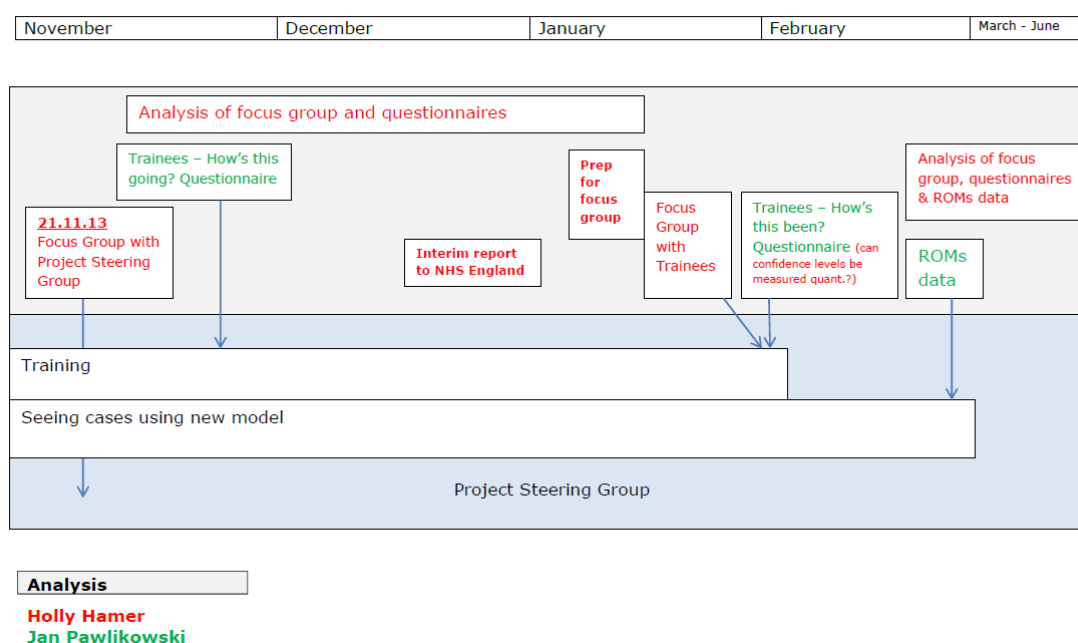 November
December
January
February
March - June
Analysis of focus group and questionnaires
Trainees – How's this
going? Questionnaire
21.11.13
Focus Group with
Project Steering
Group
Interim report
to NHS England
Prep
for
focus
group
Focus
Group
with
Trainees
Trainees – How's
this been?
Questionnaire (can
confidence levels be
measured quant.?)
Analysis of focus
group, questionnaires
& ROMs data
ROMs
data
Training
Seeing cases using new model
Project Steering Group
Analysis
Holly Hamer
Jan Pawlikowski